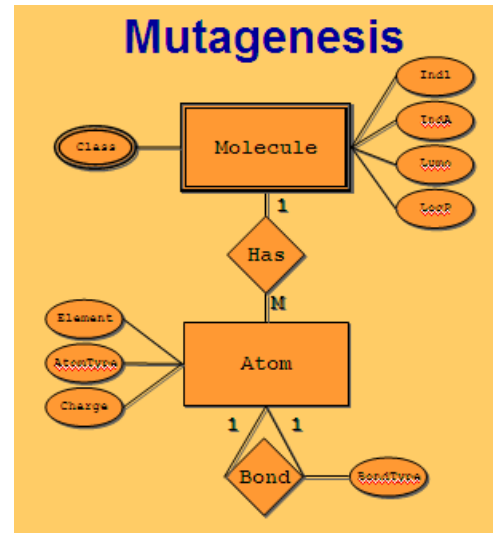 Mutagenesis
Ind1
IndA
Class
Molecule
Lumo
LogP
1
Has
M
Element
AtomType
Atom
Charge
1 1
Bond
BondType